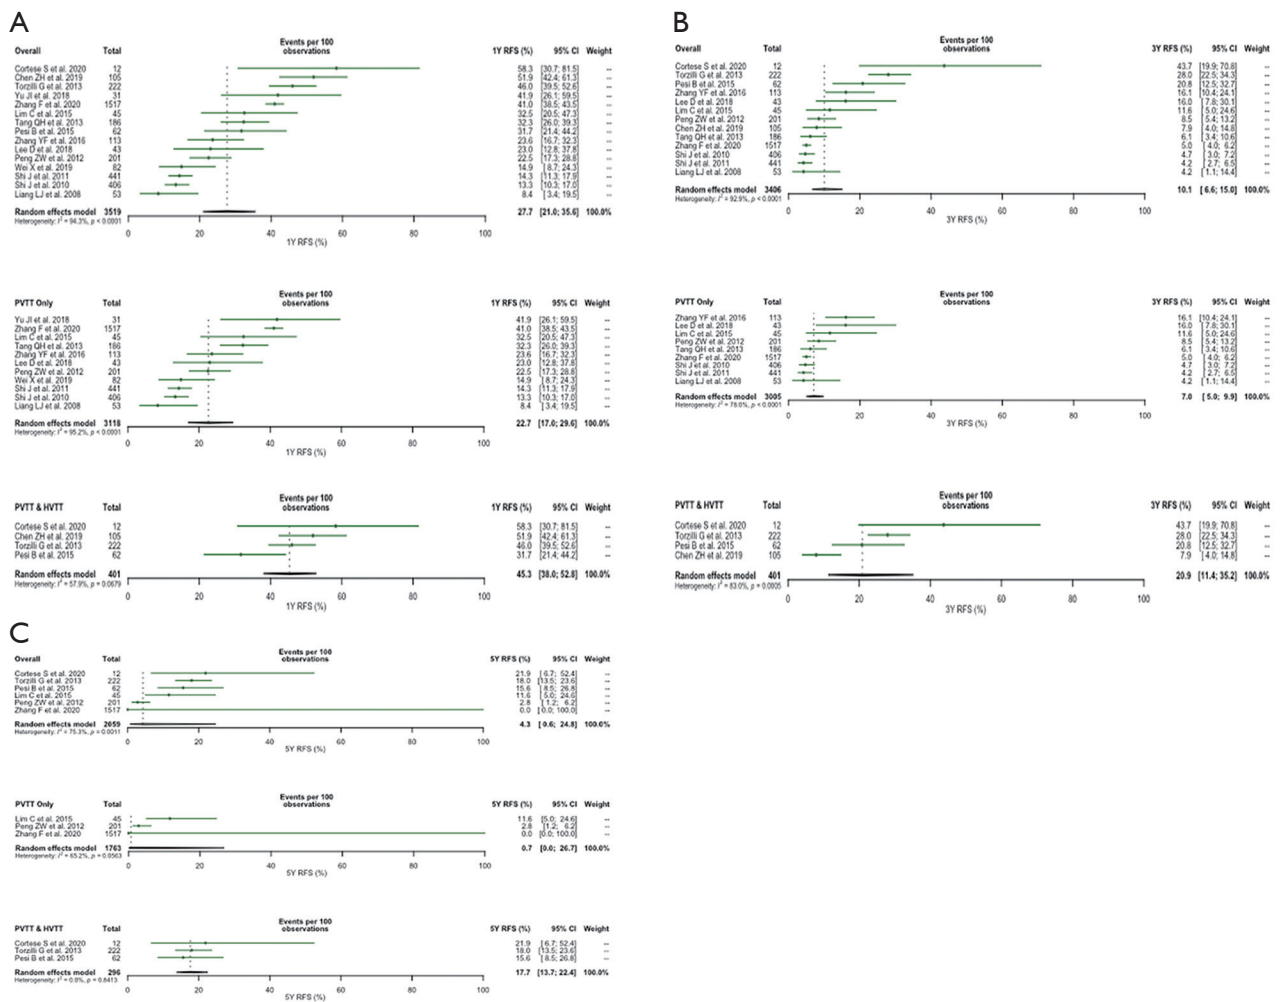 A
Events per 100
observations
Overall Total 1Y RFS (%) 95% CI Weight
Cortese S et al. 2020 12 58.3 [30.7; 81.5] --
Chen ZH et al. 2019 105 51.9 [42.4; 61.3] --
Torzilli G et al. 2013 222 46.0 [39.5; 52.6] --
Yu JI et al. 2018 31 41.9 [26.1; 59.5] --
Zhang F et al. 2020 1517 41.0 [38.5; 43.5] --
Lim C et al. 2015 45 32.5 [20.5; 47.3] --
Tang QH et al. 2013 186 32.3 [26.0; 39.3] --
Pesi B et al. 2015 62 31.7 [21.4; 44.2] --
Zhang YF et al. 2016 113 23.6 [16.7; 32.3] --
Lee D et al. 2018 43 23.0 [12.8; 37.8] --
Peng ZW et al. 2012 201 22.5 [17.3; 28.8] --
Wei X et al. 2019 82 14.9 [ 8.7; 24.3] --
Shi J et al. 2011 441 14.3 [11.3; 17.9] --
Shi J et al. 2010 406 13.3 [10.3; 17.0] --
Liang LJ et al. 2008 53 8.4 [ 3.4; 19.5] --
Random effects model 3519 27.7 [21.0; 35.6] 100.0%
Heterogeneity: I² = 94.3%, p < 0.0001
0 20 40 60 80 100
1Y RFS (%)
Events per 100
observations
PVTT Only Total 1Y RFS (%) 95% CI Weight
Yu JI et al. 2018 31 41.9 [26.1; 59.5] --
Zhang F et al. 2020 1517 41.0 [38.5; 43.5] --
Lim C et al. 2015 45 32.5 [20.5; 47.3] --
Tang QH et al. 2013 186 32.3 [26.0; 39.3] --
Zhang YF et al. 2016 113 23.6 [16.7; 32.3] --
Lee D et al. 2018 43 23.0 [12.8; 37.8] --
Peng ZW et al. 2012 201 22.5 [17.3; 28.8] --
Wei X et al. 2019 82 14.9 [ 8.7; 24.3] --
Shi J et al. 2011 441 14.3 [11.3; 17.9] --
Shi J et al. 2010 406 13.3 [10.3; 17.0] --
Liang LJ et al. 2008 53 8.4 [ 3.4; 19.5] --
Random effects model 3118 22.7 [17.0; 29.6] 100.0%
Heterogeneity: I² = 95.2%, p < 0.0001
0 20 40 60 80 100
1Y RFS (%)
Events per 100
observations
PVTT & HVTT Total 1Y RFS (%) 95% CI Weight
Cortese S et al. 2020 12 58.3 [30.7; 81.5] --
Chen ZH et al. 2019 105 51.9 [42.4; 61.3] --
Torzilli G et al. 2013 222 46.0 [39.5; 52.6] --
Pesi B et al. 2015 62 31.7 [21.4; 44.2] --
Random effects model 401 45.3 [38.0; 52.8] 100.0%
Heterogeneity: I² = 57.9%, p = 0.0679
0 20 40 60 80 100
1Y RFS (%)
B
Events per 100
observations
Overall Total 3Y RFS (%) 95% CI Weight
Cortese S et al. 2020 12 43.7 [19.9; 70.8] --
Torzilli G et al. 2013 222 28.0 [22.5; 34.3] --
Pesi B et al. 2015 62 20.8 [12.5; 32.7] --
Zhang YF et al. 2016 113 16.1 [10.4; 24.1] --
Lee D et al. 2018 43 16.0 [ 7.8; 30.1] --
Lim C et al. 2015 45 11.6 [ 5.0; 24.6] --
Peng ZW et al. 2012 201 8.5 [ 5.4; 13.2] --
Chen ZH et al. 2019 105 7.9 [ 4.0; 14.8] --
Tang QH et al. 2013 186 6.1 [ 3.4; 10.6] --
Zhang F et al. 2020 1517 5.0 [ 4.0; 6.2] --
Shi J et al. 2010 406 4.7 [ 3.0; 7.2] --
Shi J et al. 2011 441 4.2 [ 2.7; 6.5] --
Liang LJ et al. 2008 53 4.2 [ 1.1; 14.4] --
Random effects model 3406 10.1 [ 6.6; 15.0] 100.0%
Heterogeneity: I² = 92.9%, p < 0.0001
0 20 40 60 80 100
3Y RFS (%)
Events per 100
observations
PVTT Only Total 3Y RFS (%) 95% CI Weight
Zhang YF et al. 2016 113 16.1 [10.4; 24.1] --
Lee D et al. 2018 43 16.0 [ 7.8; 30.1] --
Lim C et al. 2015 45 11.6 [ 5.0; 24.6] --
Peng ZW et al. 2012 201 8.5 [ 5.4; 13.2] --
Tang QH et al. 2013 186 6.1 [ 3.4; 10.6] --
Zhang F et al. 2020 1517 5.0 [ 4.0; 6.2] --
Shi J et al. 2010 406 4.7 [ 3.0; 7.2] --
Shi J et al. 2011 441 4.2 [ 2.7; 6.5] --
Liang LJ et al. 2008 53 4.2 [ 1.1; 14.4] --
Random effects model 3005 7.0 [ 5.0; 9.9] 100.0%
Heterogeneity: I² = 78.0%, p < 0.0001
0 20 40 60 80 100
3Y RFS (%)
Events per 100
observations
PVTT & HVTT Total 3Y RFS (%) 95% CI Weight
Cortese S et al. 2020 12 43.7 [19.9; 70.8] --
Torzilli G et al. 2013 222 28.0 [22.5; 34.3] --
Pesi B et al. 2015 62 20.8 [12.5; 32.7] --
Chen ZH et al. 2019 105 7.9 [ 4.0; 14.8] --
Random effects model 401 20.9 [11.4; 35.2] 100.0%
Heterogeneity: I² = 83.0%, p = 0.0005
0 20 40 60 80 100
3Y RFS (%)
C
Events per 100
observations
Overall Total 5Y RFS (%) 95% CI Weight
Cortese S et al. 2020 12 21.9 [ 6.7; 52.4] --
Torzilli G et al. 2013 222 18.0 [13.5; 23.6] --
Pesi B et al. 2015 62 15.6 [ 8.5; 26.8] --
Lim C et al. 2015 45 11.6 [ 5.0; 24.6] --
Peng ZW et al. 2012 201 2.8 [ 1.2; 6.2] --
Zhang F et al. 2020 1517 0.0 [ 0.0; 100.0] --
Random effects model 2059 4.3 [ 0.6; 24.8] 100.0%
Heterogeneity: I² = 75.3%, p = 0.0011
0 20 40 60 80 100
5Y RFS (%)
Events per 100
observations
PVTT Only Total 5Y RFS (%) 95% CI Weight
Lim C et al. 2015 45 11.6 [5.0; 24.6] --
Peng ZW et al. 2012 201 2.8 [1.2; 6.2] --
Zhang F et al. 2020 1517 0.0 [0.0; 100.0] --
Random effects model 1763 0.7 [0.0; 26.7] 100.0%
Heterogeneity: I² = 65.2%, p = 0.0563
0 20 40 60 80 100
5Y RFS (%)
Events per 100
observations
PVTT & HVTT Total 5Y RFS (%) 95% CI Weight
Cortese S et al. 2020 12 21.9 [ 6.7; 52.4] --
Torzilli G et al. 2013 222 18.0 [13.5; 23.6] --
Pesi B et al. 2015 62 15.6 [ 8.5; 26.8] --
Random effects model 296 17.7 [13.7; 22.4] 100.0%
Heterogeneity: I² = 0.0%, p = 0.6413
0 20 40 60 80 100
5Y RFS (%)